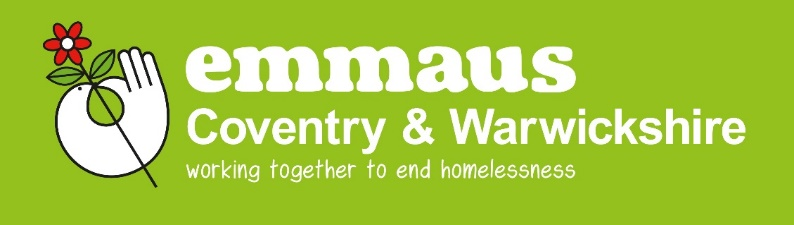 emmaus
Coventry & Warwickshire
working together to end homelessness